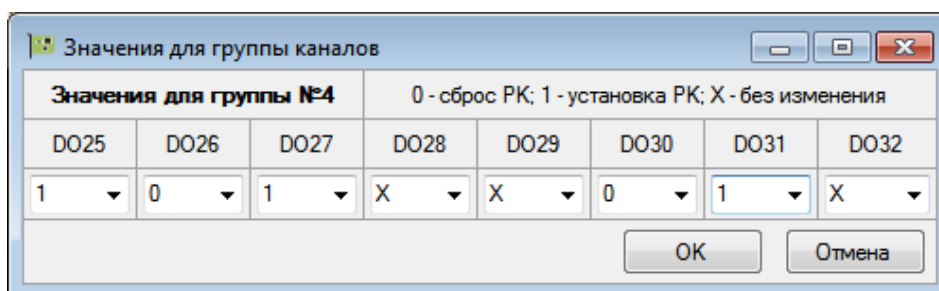 Значения для группы каналов
Значения для группы №4 0 - сброс РК; 1 - установка РК; X - без изменения
DO25 DO26 DO27 DO28 DO29 DO30 DO31 DO32
1 0 1 X X 0 1 X
OK Отмена